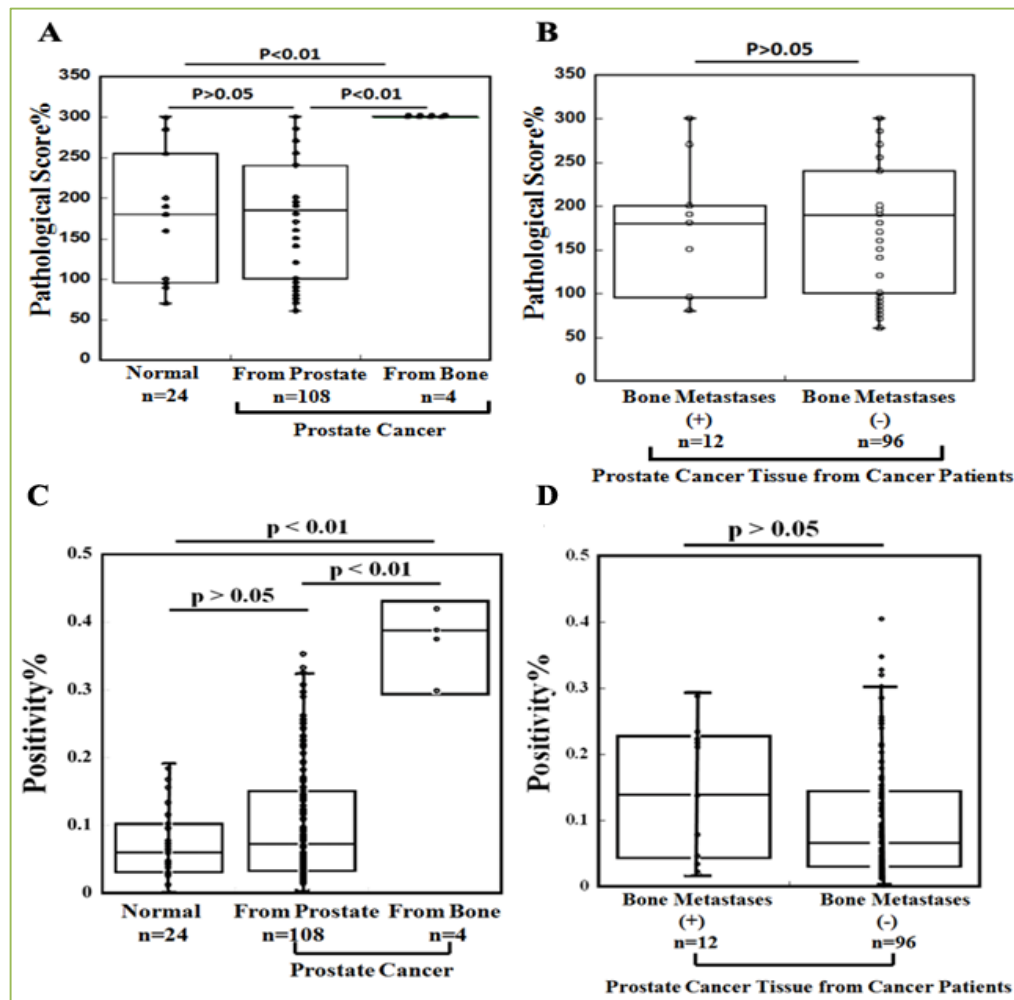 A
P<0.01
P>0.05
P<0.01
Pathological Score%
350
300
250
200
150
100
50
0
Normal
n=24
From Prostate
n=108
From Bone
n=4
Prostate Cancer
B
P>0.05
Pathological Score%
350
300
250
200
150
100
50
0
Bone Metastases
(+)
n=12
Bone Metastases
(-)
n=96
Prostate Cancer Tissue from Cancer Patients
C
p < 0.01
p < 0.01
p > 0.05
Positivity%
0.5
0.4
0.3
0.2
0.1
0
Normal
n=24
From Prostate
n=108
From Bone
n=4
Prostate Cancer
D
p > 0.05
Positivity%
0.5
0.4
0.3
0.2
0.1
0
Bone Metastases
(+)
n=12
Bone Metastases
(-)
n=96
Prostate Cancer Tissue from Cancer Patients